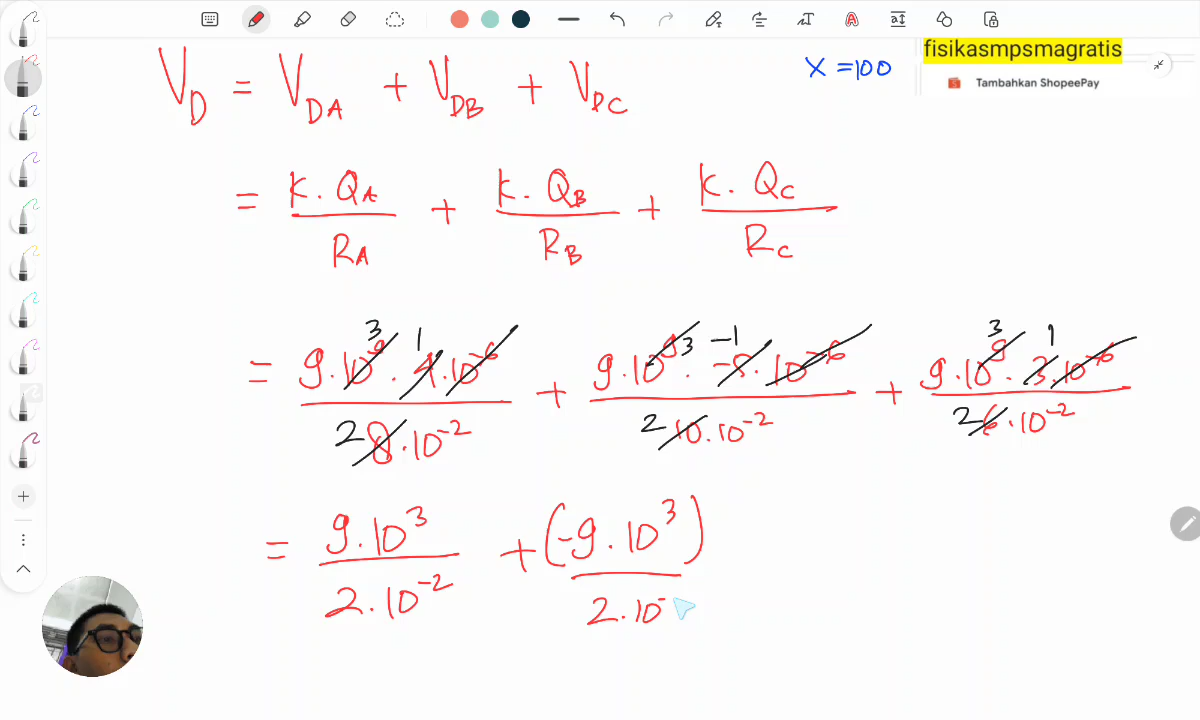 X = 100
fisikasmpsmagratis
Tambahkan ShopeePay
V_D = V_DA + V_DB + V_DC
= k . Q_A / R_A + k . Q_B / R_B + k . Q_C / R_C
3 1 3 -1 3 1
= 9.10^9 . 4.10^-6 / 8.10^-2 + 9.10^9 . -5.10^-6 / 10.10^-2 + 9.10^9 . 3.10^-6 / 6.10^-2
2 2 2
= 9.10^3 / 2.10^-2 + (-9.10^3) / 2.10^-